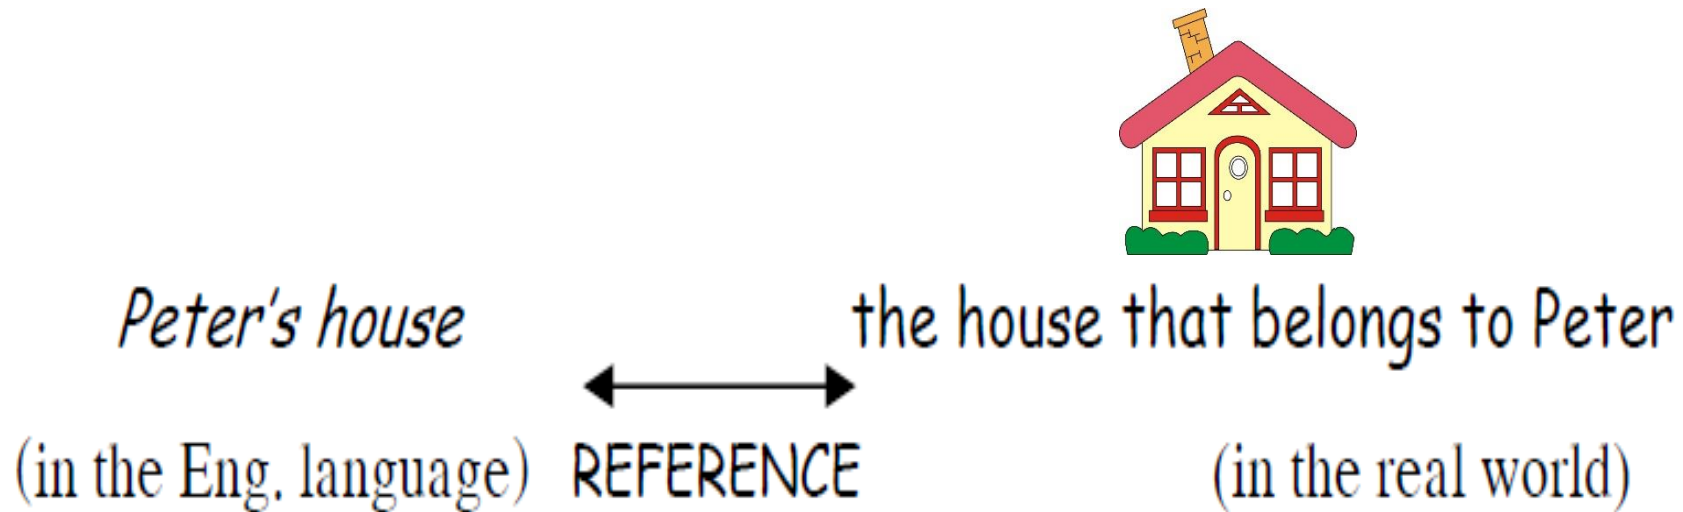 Peter's house the house that belongs to Peter
(in the Eng. language) REFERENCE (in the real world)